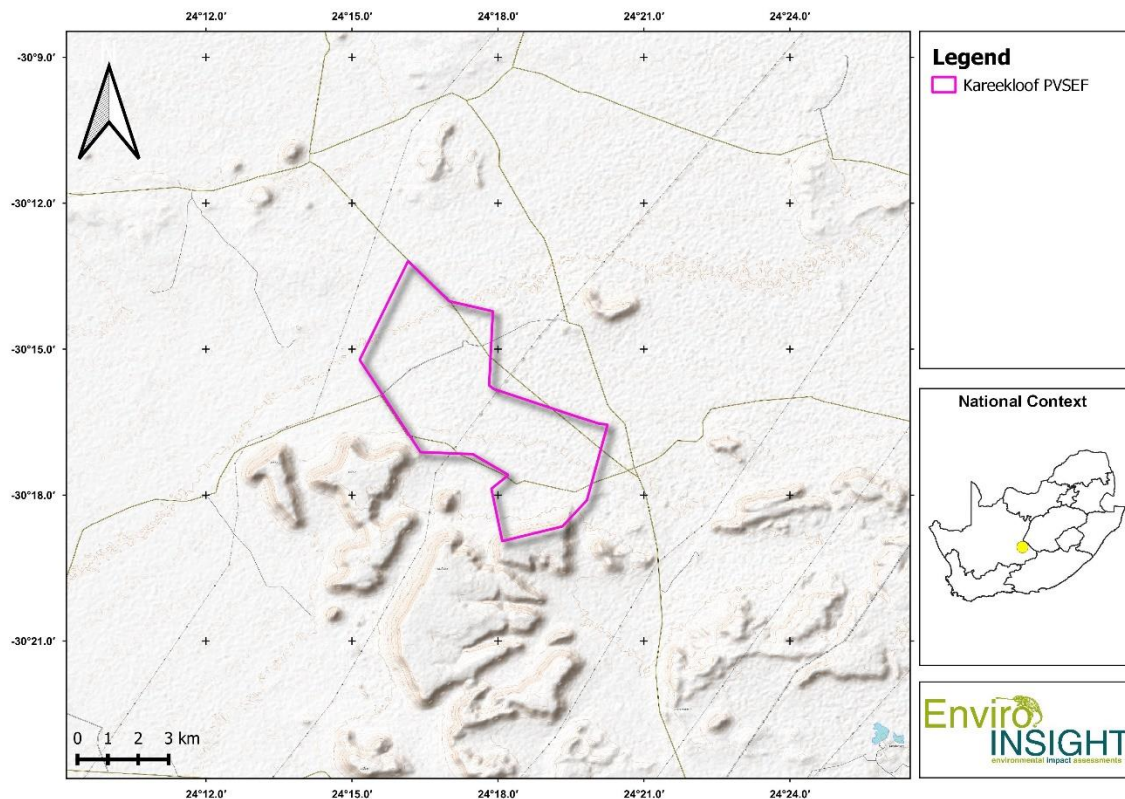 24°12.0′ 24°15.0′ 24°18.0′ 24°21.0′ 24°24.0′
-30°9.0′
-30°12.0′
-30°15.0′
-30°18.0′
-30°21.0′
0 1 2 3 km
24°12.0′ 24°15.0′ 24°18.0′ 24°21.0′ 24°24.0′
Legend
Kareekloof PVSEF
National Context
Enviro
INSIGHT
environmental impact assessments